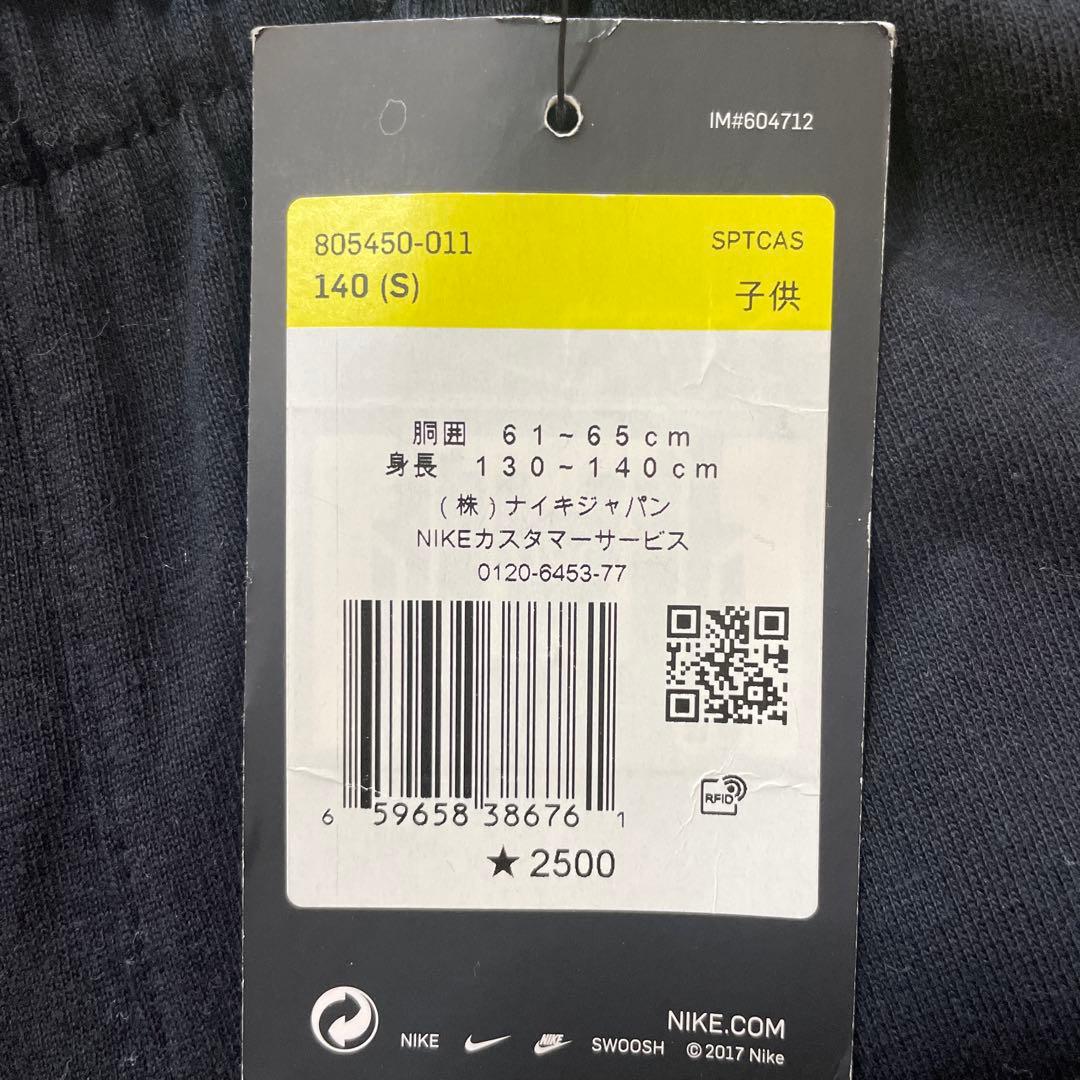 IM#604712
805450-011 SPTCAS
140 (S) 子供
胴囲 61~65cm
身長 130~140cm
(株)ナイキジャパン
NIKEカスタマーサービス
0120-6453-77
6 59658 38676 1
RFID
★2500
NIKE.COM
NIKE NIKE SWOOSH © 2017 Nike